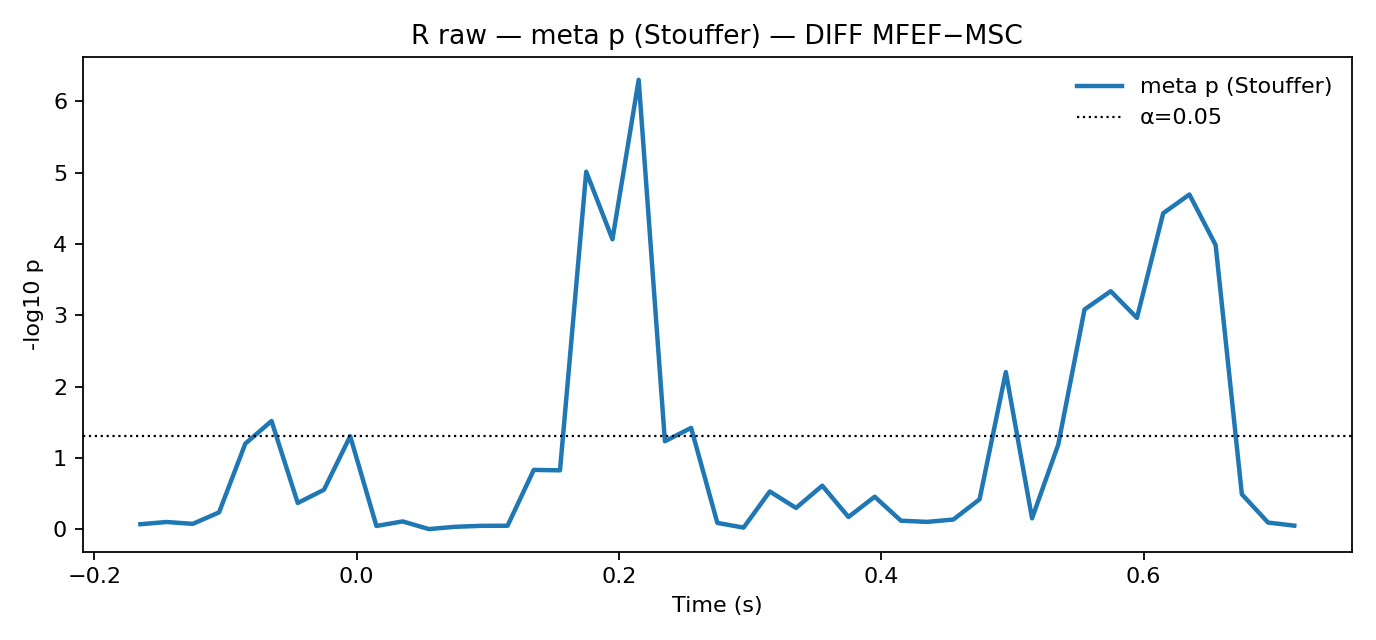 R raw — meta p (Stouffer) — DIFF MFEF−MSC
meta p (Stouffer)
α=0.05
6
5
4
3
2
1
0
-log10 p
−0.2
0.0
0.2
0.4
0.6
Time (s)